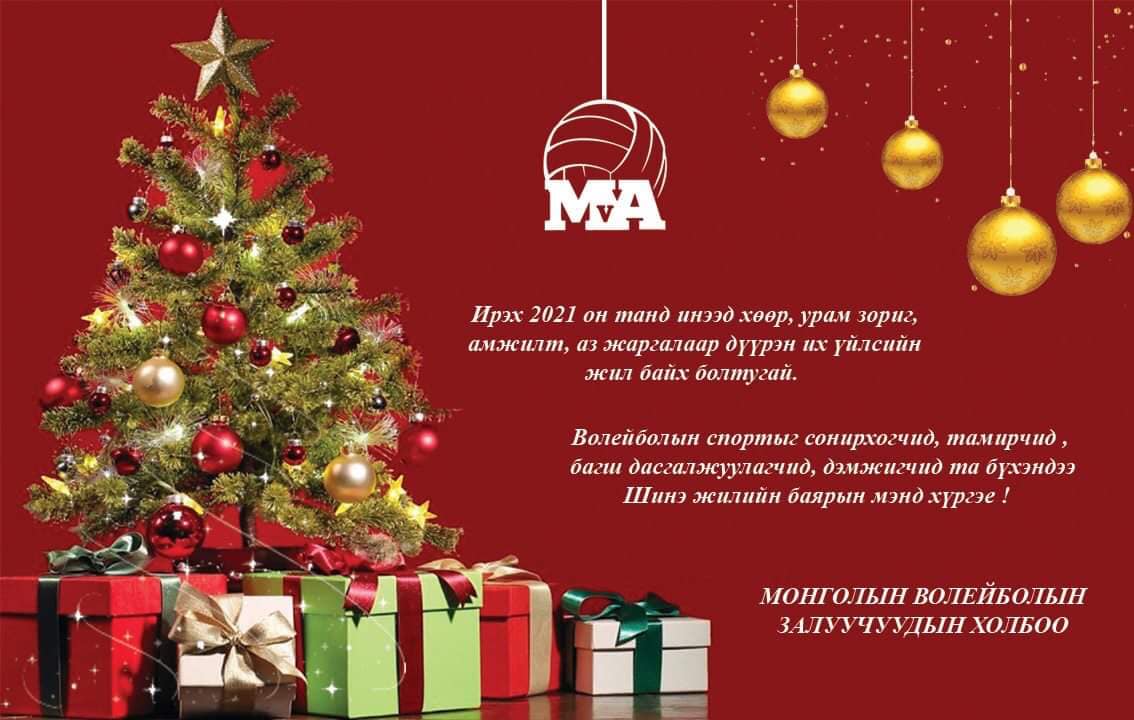 MVVA
Ирэх 2021 он танд инээд хөөр, урам зориг,
амжилт, аз жаргалаар дүүрэн их үйлсийн
жил байх болтугай.
Волейболын спортыг сонирхогчид, тамирчид ,
багш дасгалжуулагчид, дэмжигчид та бүхэндээ
Шинэ жилийн баярын мэнд хүргэе !
МОНГОЛЫН ВОЛЕЙБОЛЫН
ЗАЛУУЧУУДЫН ХОЛБОО